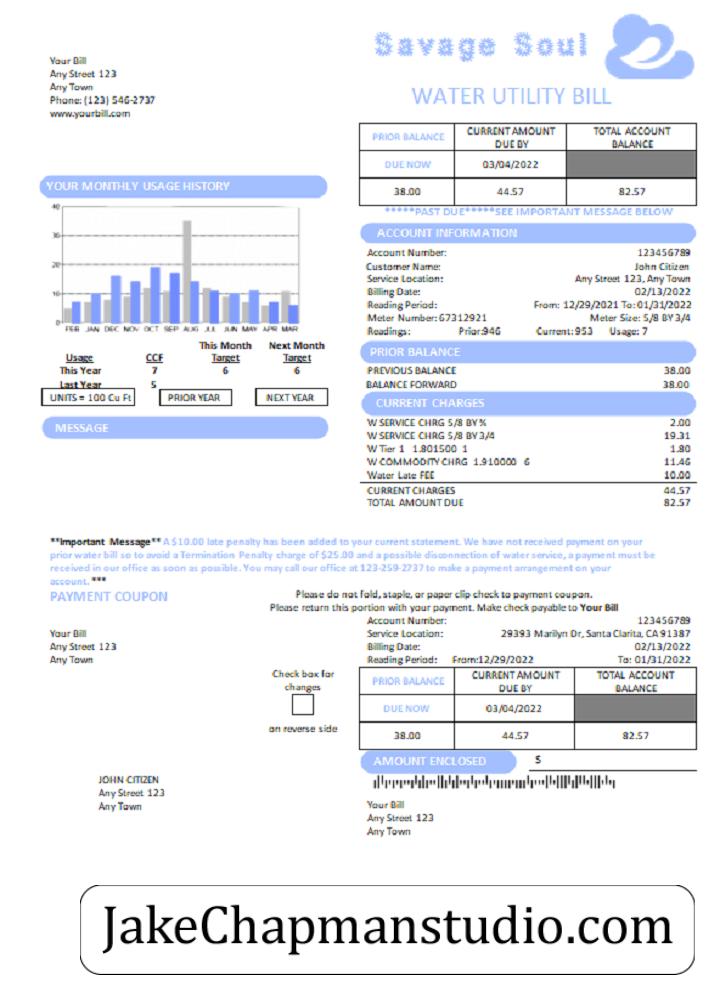 Savage Soul
WATER UTILITY BILL
Your Bill
Any Street 123
Any Town
Phone: (123) 546-2737
www.yourbill.com
PRIOR BALANCE CURRENT AMOUNT DUE BY TOTAL ACCOUNT BALANCE
DUE NOW 03/04/2022
38.00 44.57 82.57
*****PAST DUE*****SEE IMPORTANT MESSAGE BELOW
YOUR MONTHLY USAGE HISTORY
40
30
20
10
0
FEB JAN DEC NOV OCT SEP AUG JUL JUN MAY APR MAR
This Month Next Month
Usage CCF Target Target
This Year 7 6 6
Last Year 5
UNITS = 100 Cu Ft PRIOR YEAR NEXT YEAR
MESSAGE
ACCOUNT INFORMATION
Account Number: 123456789
Customer Name: John Citizen
Service Location: Any Street 123, Any Town
Billing Date: 02/13/2022
Reading Period: From: 12/29/2021 To: 01/31/2022
Meter Number: 67312921 Meter Size: 5/8 BY 3/4
Readings: Prior:946 Current: 953 Usage: 7
PRIOR BALANCE
PREVIOUS BALANCE 38.00
BALANCE FORWARD 38.00
CURRENT CHARGES
W SERVICE CHRG 5/8 BY % 2.00
W SERVICE CHRG 5/8 BY 3/4 19.31
W Tier 1 1.801500 1 1.80
W COMMODITY CHRG 1.910000 6 11.46
Water Late FEE 10.00
CURRENT CHARGES 44.57
TOTAL AMOUNT DUE 82.57
**Important Message** A $10.00 late penalty has been added to your current statement. We have not received payment on your
prior water bill so to avoid a Termination Penalty charge of $25.00 and a possible disconnection of water service, a payment must be
received in our office as soon as possible. You may call our office at 123-259-2737 to make a payment arrangement on your
account. ***
PAYMENT COUPON
Please do not fold, staple, or paper clip check to payment coupon.
Please return this portion with your payment. Make check payable to Your Bill
Your Bill
Any Street 123
Any Town
Account Number: 123456789
Service Location: 29393 Marilyn Dr, Santa Clarita, CA 91387
Billing Date: 02/13/2022
Reading Period: From:12/29/2022 To: 01/31/2022
Check box for
changes
on reverse side
PRIOR BALANCE CURRENT AMOUNT DUE BY TOTAL ACCOUNT BALANCE
DUE NOW 03/04/2022
38.00 44.57 82.57
AMOUNT ENCLOSED $
JOHN CITIZEN
Any Street 123
Any Town
Your Bill
Any Street 123
Any Town
JakeChapmanstudio.com